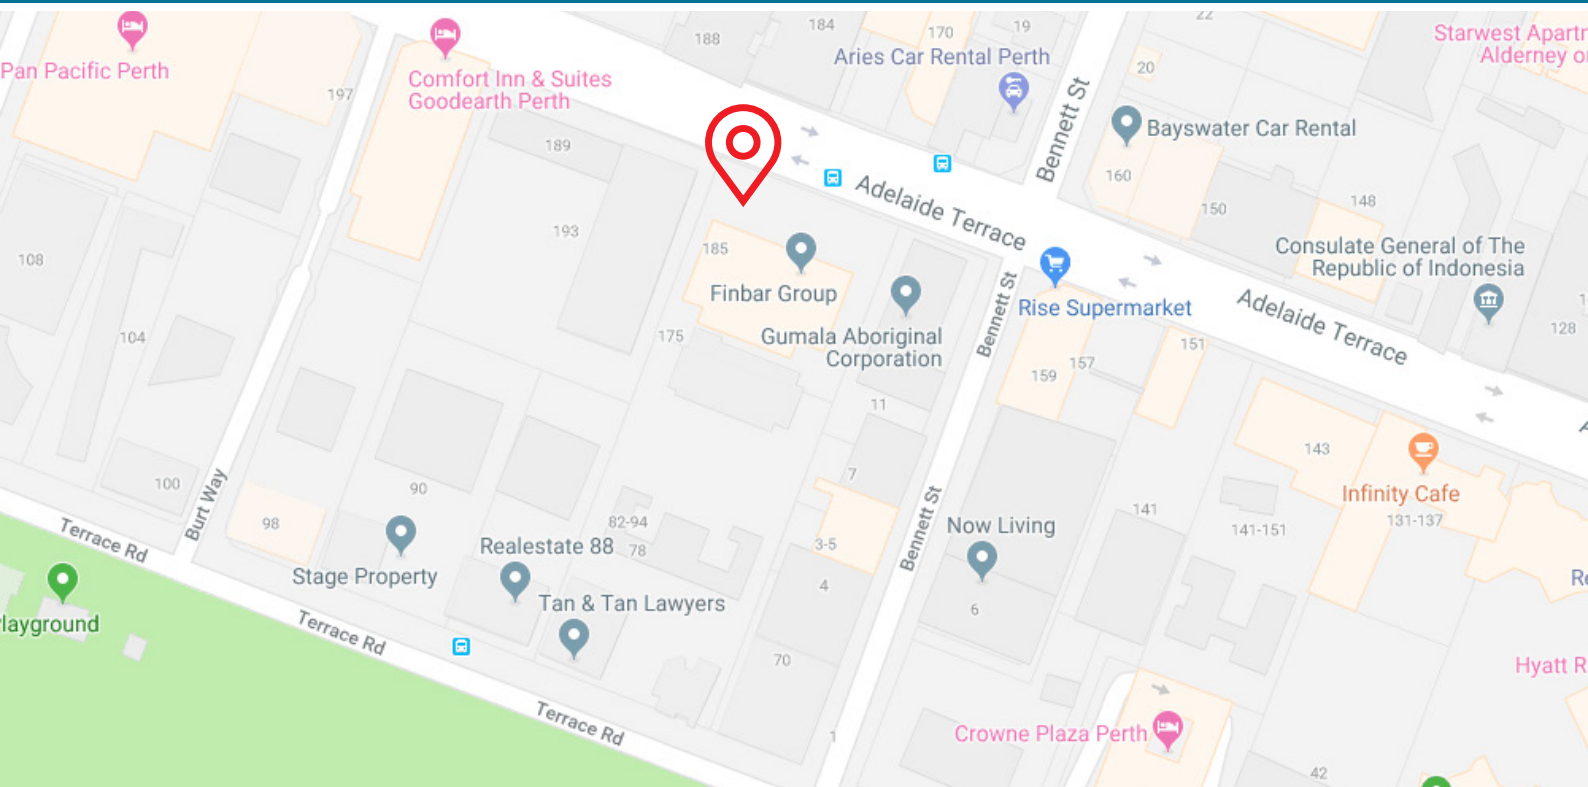 22
184
19
170
188
Starwest Apartm
Alderney o
Aries Car Rental Perth
Pan Pacific Perth
Comfort Inn & Suites
Goodearth Perth
20
197
Bennett St
Bayswater Car Rental
189
160
148
150
Adelaide Terrace
193
185
Consulate General of The
Republic of Indonesia
108
Finbar Group
Rise Supermarket
Bennett St
Adelaide Terrace
128
104
175
Gumala Aboriginal
Corporation
151
157
159
11
143
7
100
90
Burt Way
Infinity Cafe
131-137
141
141-151
98
82-94
78
Bennett St
Now Living
Terrace Rd
Realestate 88
3-5
Stage Property
4
Tan & Tan Lawyers
6
layground
Terrace Rd
70
Hyatt R
Terrace Rd
1
Crowne Plaza Perth
42